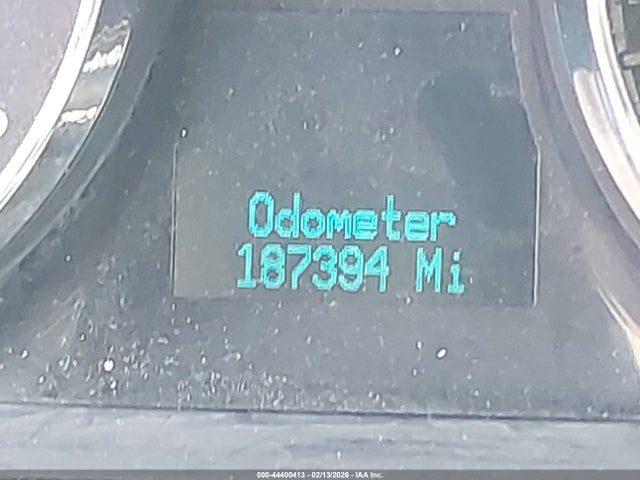 Odometer
187394 Mi
000-44400413 - 02/13/2026 - IAA Inc.